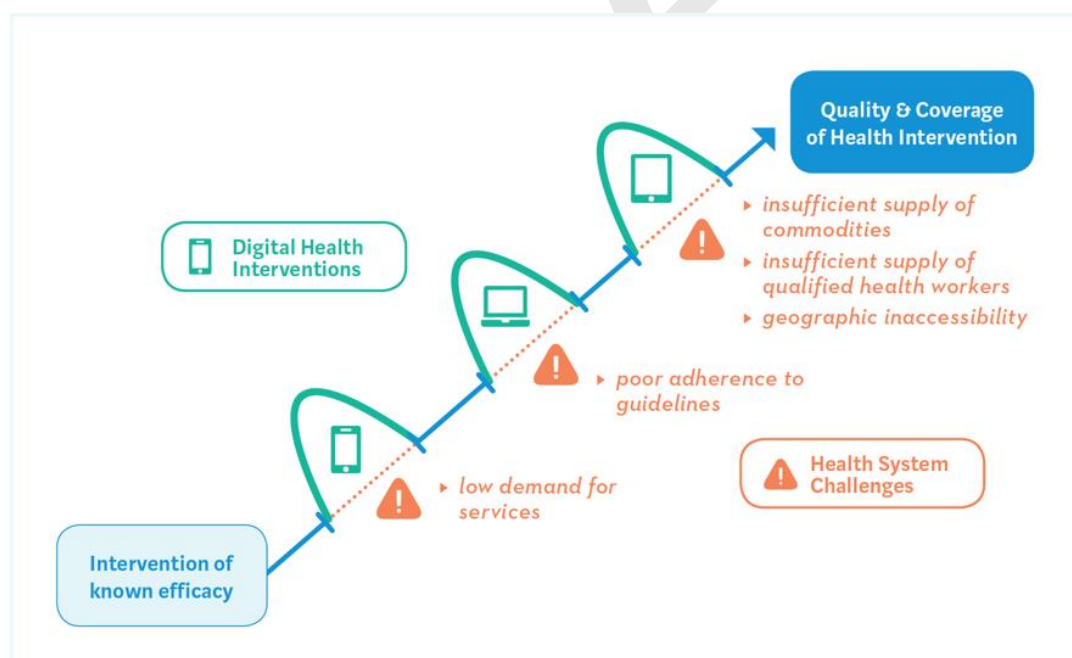 Quality & Coverage
of Health Intervention
▸ insufficient supply of
commodities
▸ insufficient supply of
qualified health workers
▸ geographic inaccessibility
Digital Health
Interventions
▸ poor adherence to
guidelines
Health System
Challenges
▸ low demand for
services
Intervention of
known efficacy